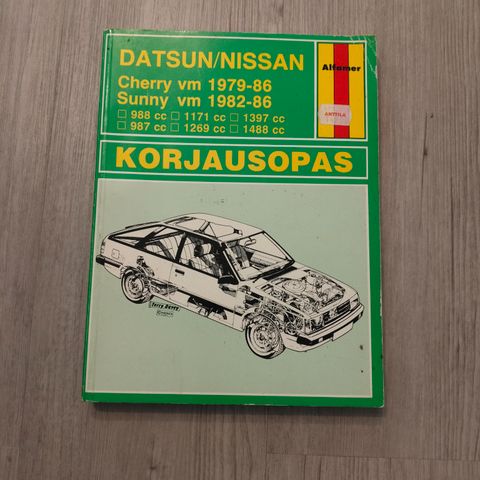 DATSUN/NISSAN
Cherry vm 1979-86
Sunny vm 1982-86
□ 988 cc □ 1171 cc □ 1397 cc
□ 987 cc □ 1269 cc □ 1488 cc
Alfamer
ANTTILA
KORJAUSOPAS
Terry Davey